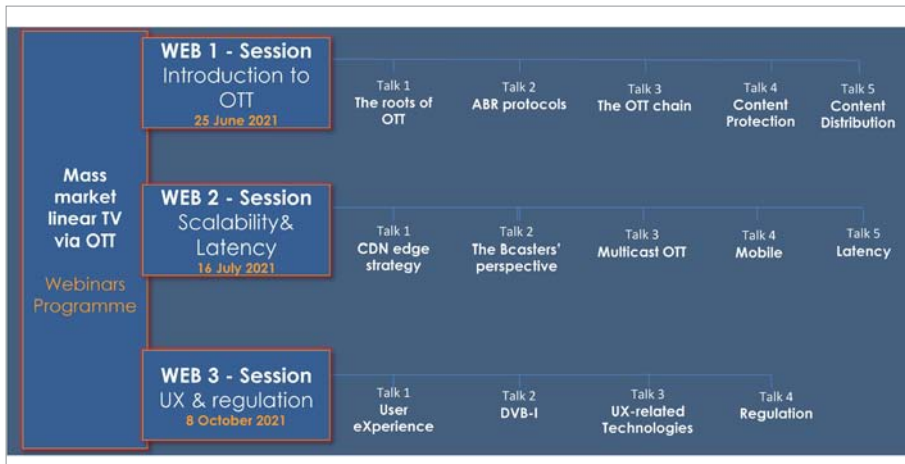 Mass
market
linear TV
via OTT
Webinars
Programme
WEB 1 - Session
Introduction to
OTT
25 June 2021
Talk 1
The roots of
OTT
Talk 2
ABR protocols
Talk 3
The OTT chain
Talk 4
Content
Protection
Talk 5
Content
Distribution
WEB 2 - Session
Scalability&
Latency
16 July 2021
Talk 1
CDN edge
strategy
Talk 2
The Bcasters'
perspective
Talk 3
Multicast OTT
Talk 4
Mobile
Talk 5
Latency
WEB 3 - Session
UX & regulation
8 October 2021
Talk 1
User
eXperience
Talk 2
DVB-I
Talk 3
UX-related
Technologies
Talk 4
Regulation